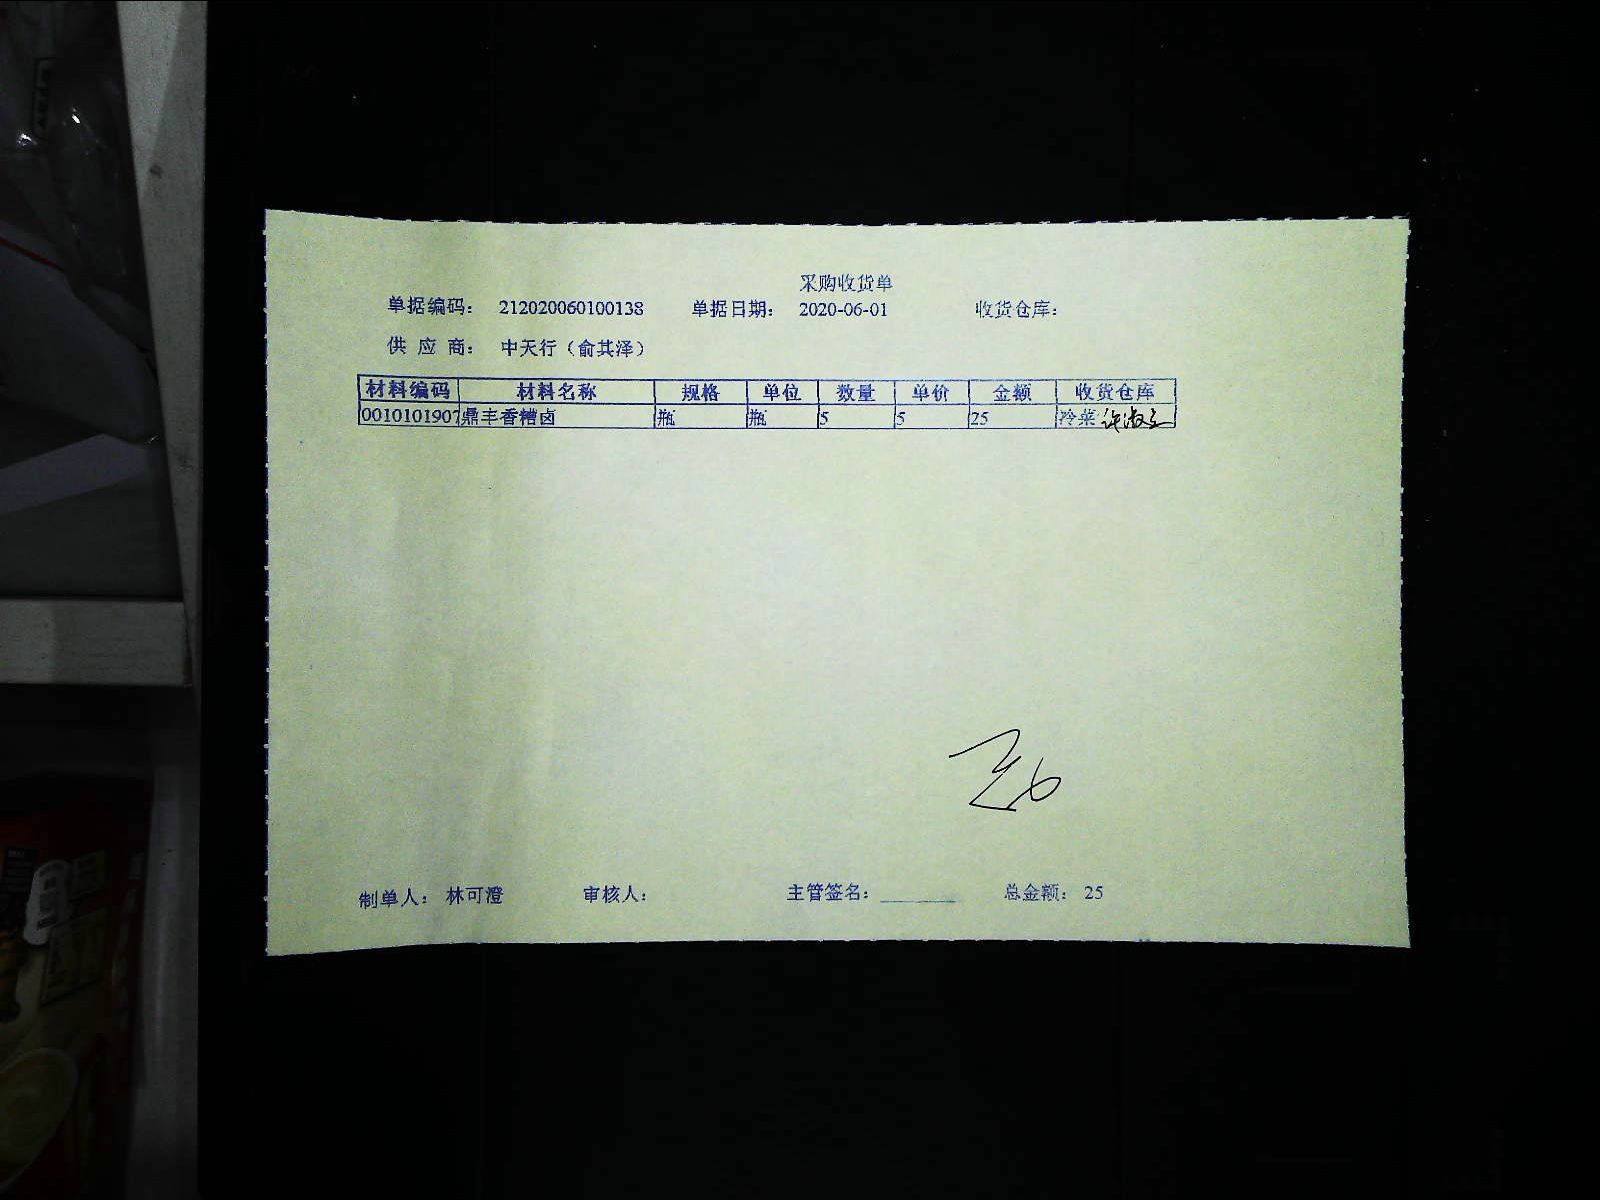 采购收货单
单据编码： 212020060100138 单据日期： 2020-06-01 收货仓库：
供 应 商： 中天行（俞其泽）
材料编码 材料名称 规格 单位 数量 单价 金额 收货仓库
0010101907 鼎丰香糟卤 瓶 瓶 5 5 25 冷菜
制单人： 林可澄 审核人： 主管签名： 总金额： 25